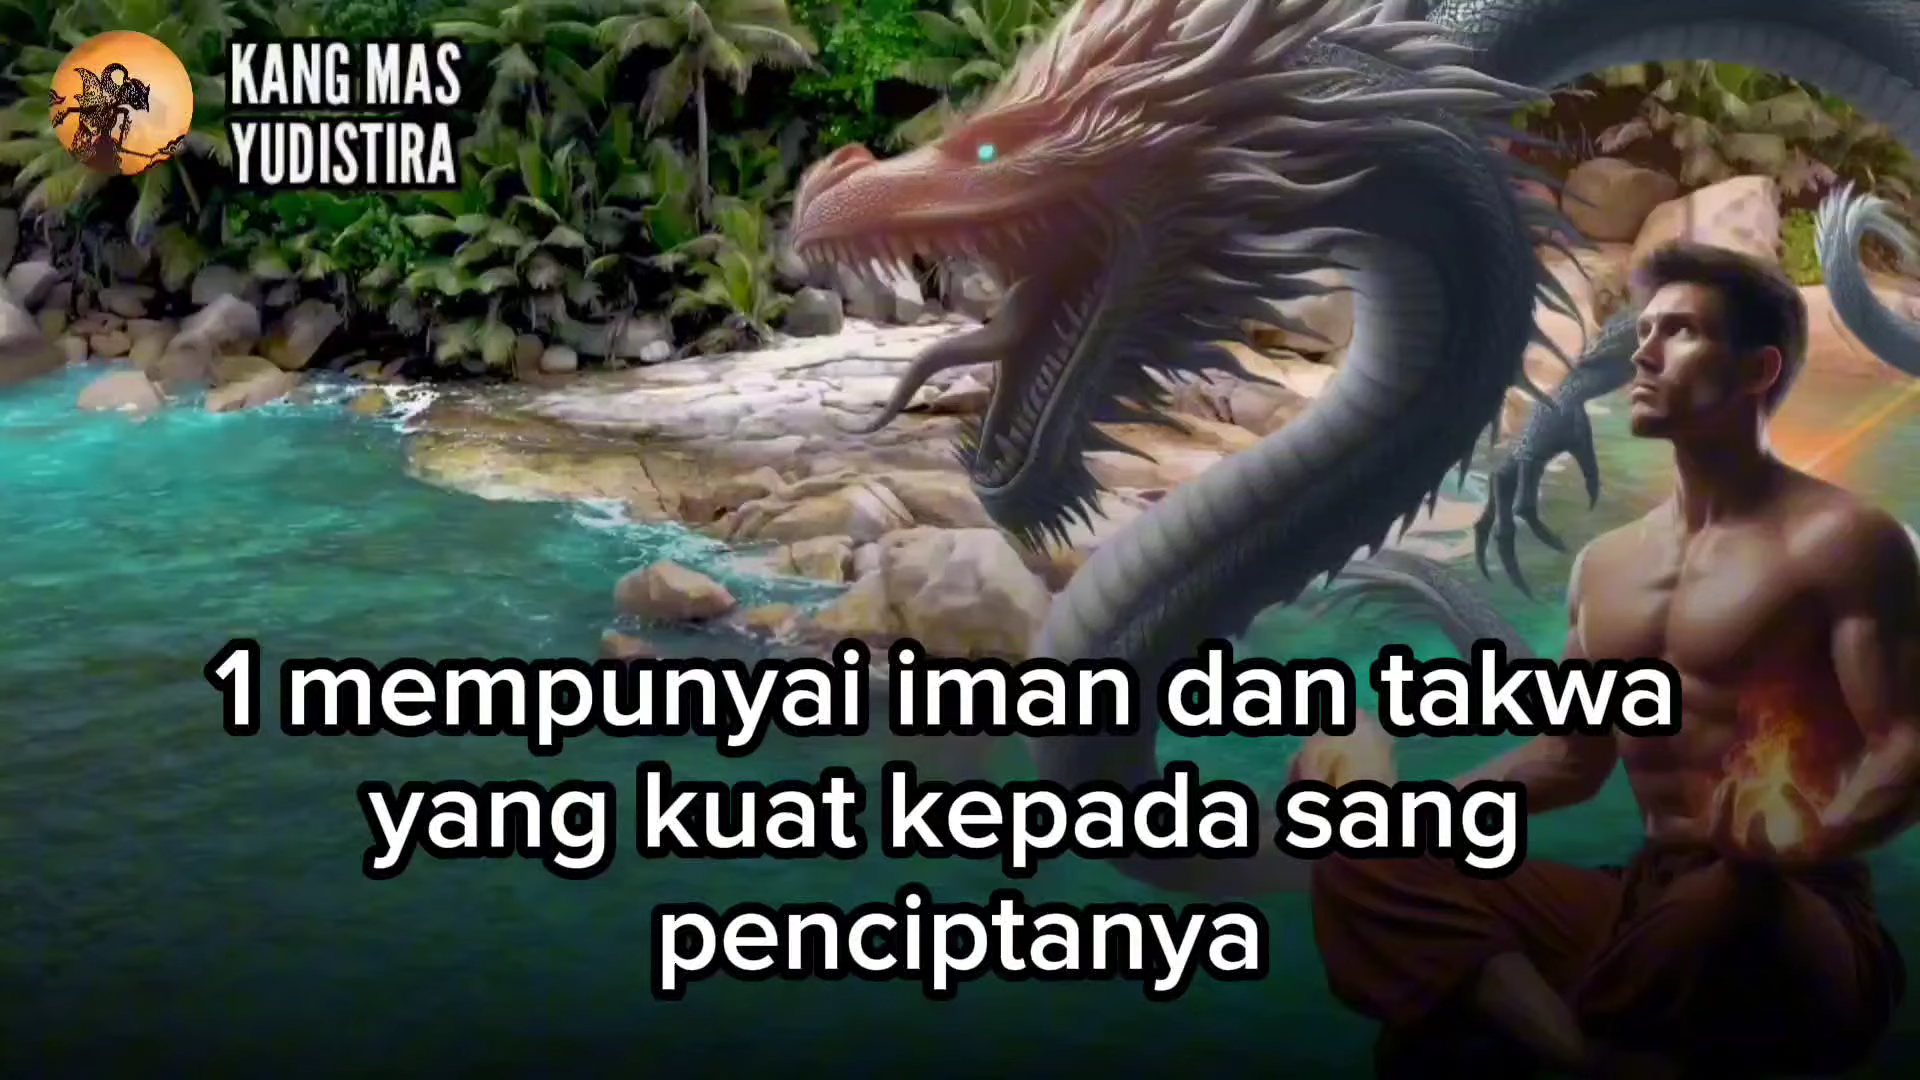 KANG MAS
YUDISTIRA
1 mempunyai iman dan takwa
yang kuat kepada sang
penciptanya